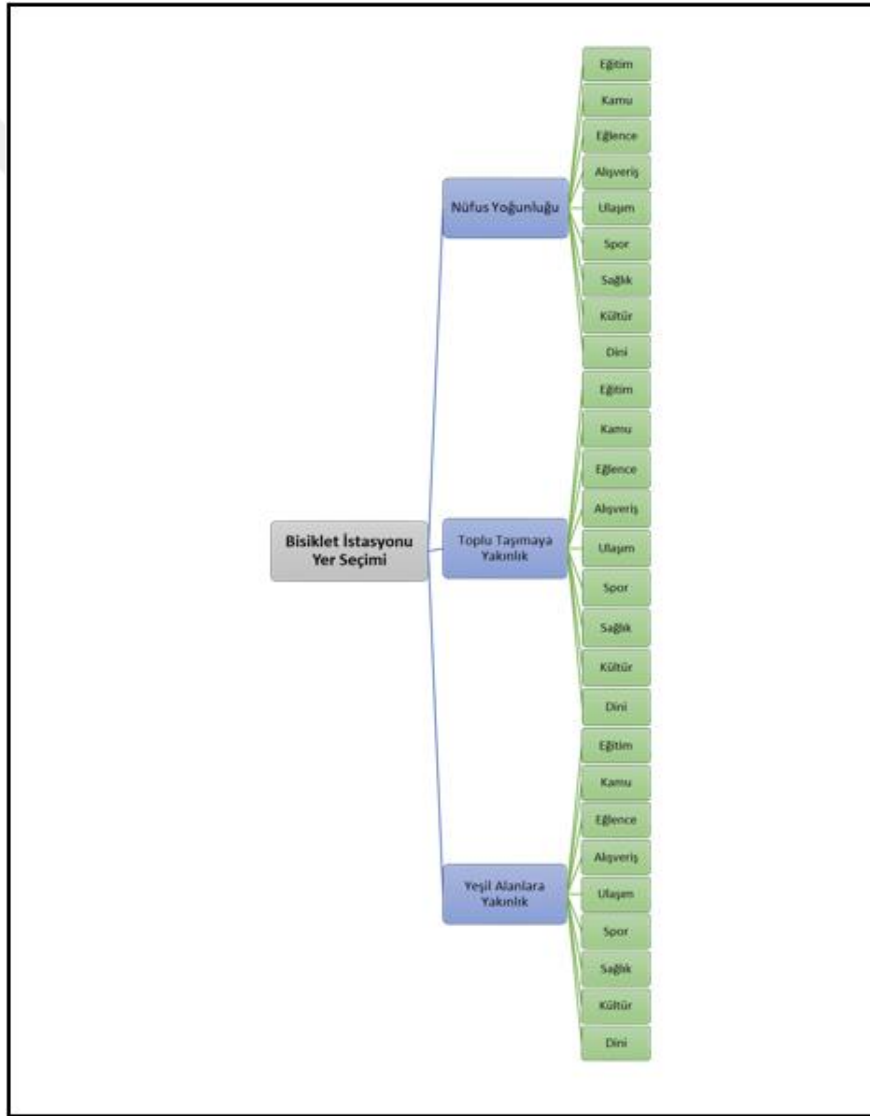 Bisiklet İstasyonu
Yer Seçimi
Nüfus Yoğunluğu
Eğitim
Kamu
Eğlence
Alışveriş
Ulaşım
Spor
Sağlık
Kültür
Dini
Toplu Taşımaya
Yakınlık
Eğitim
Kamu
Eğlence
Alışveriş
Ulaşım
Spor
Sağlık
Kültür
Dini
Yeşil Alanlara
Yakınlık
Eğitim
Kamu
Eğlence
Alışveriş
Ulaşım
Spor
Sağlık
Kültür
Dini